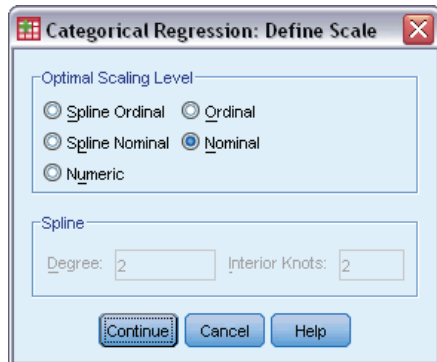 Categorical Regression: Define Scale
Optimal Scaling Level
Spline Ordinal Ordinal
Spline Nominal Nominal
Numeric
Spline
Degree: 2 Interior Knots: 2
Continue Cancel Help